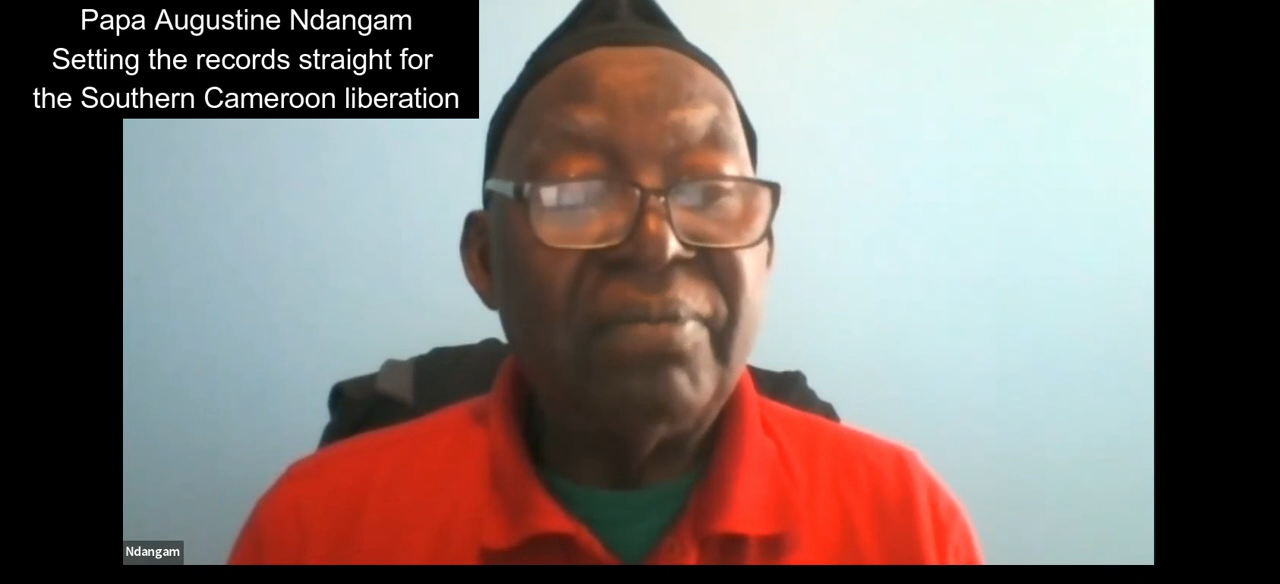 Papa Augustine Ndangam
Setting the records straight for
the Southern Cameroon liberation
Ndangam